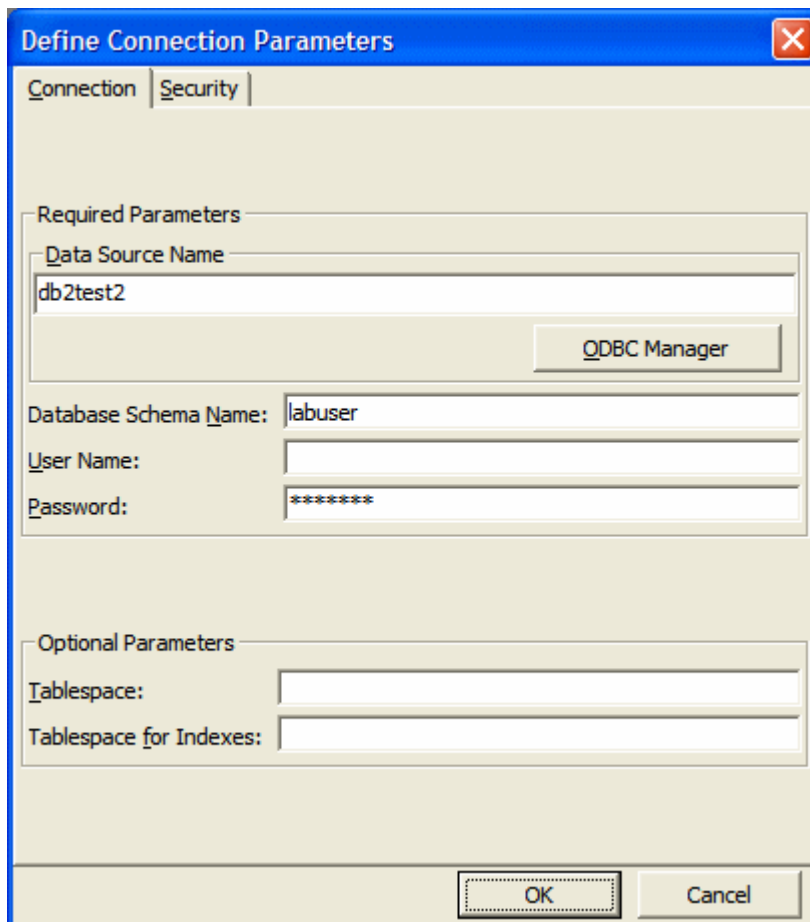 Define Connection Parameters
Connection Security
Required Parameters
Data Source Name
db2test2
ODBC Manager
Database Schema Name: labuser
User Name:
Password: *******
Optional Parameters
Tablespace:
Tablespace for Indexes:
OK Cancel